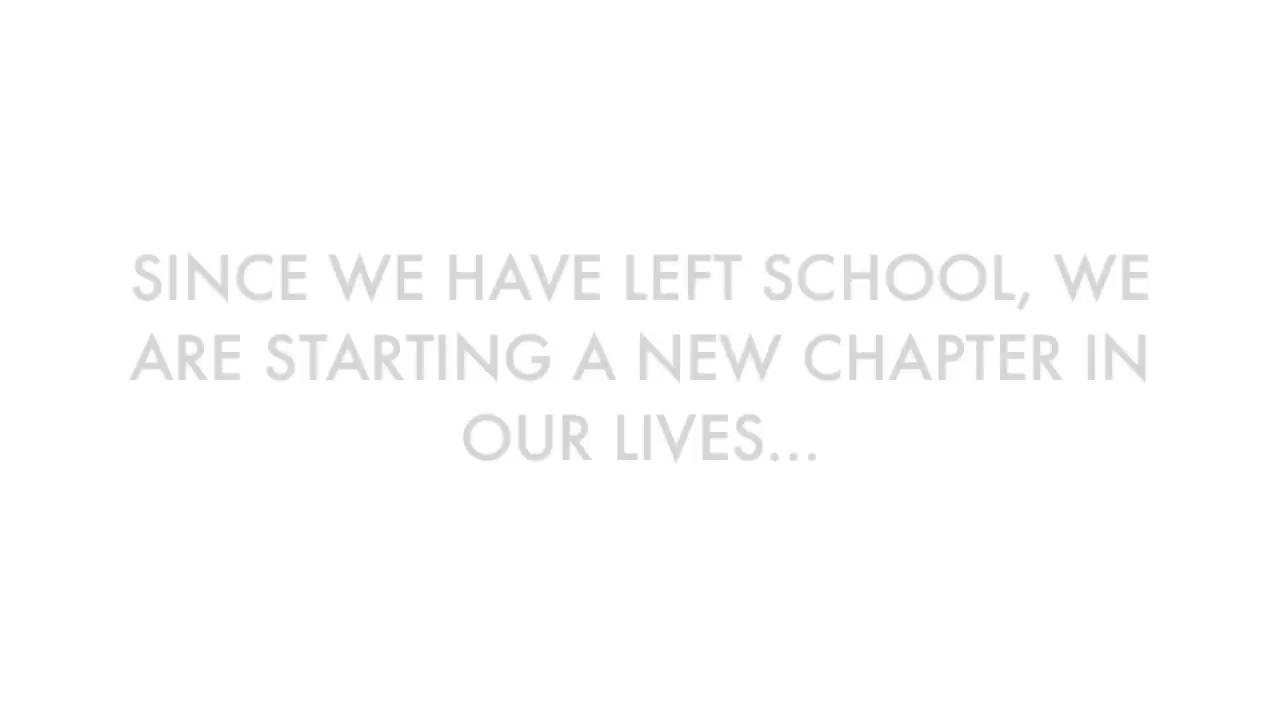 SINCE WE HAVE LEFT SCHOOL, WE
ARE STARTING A NEW CHAPTER IN
OUR LIVES...